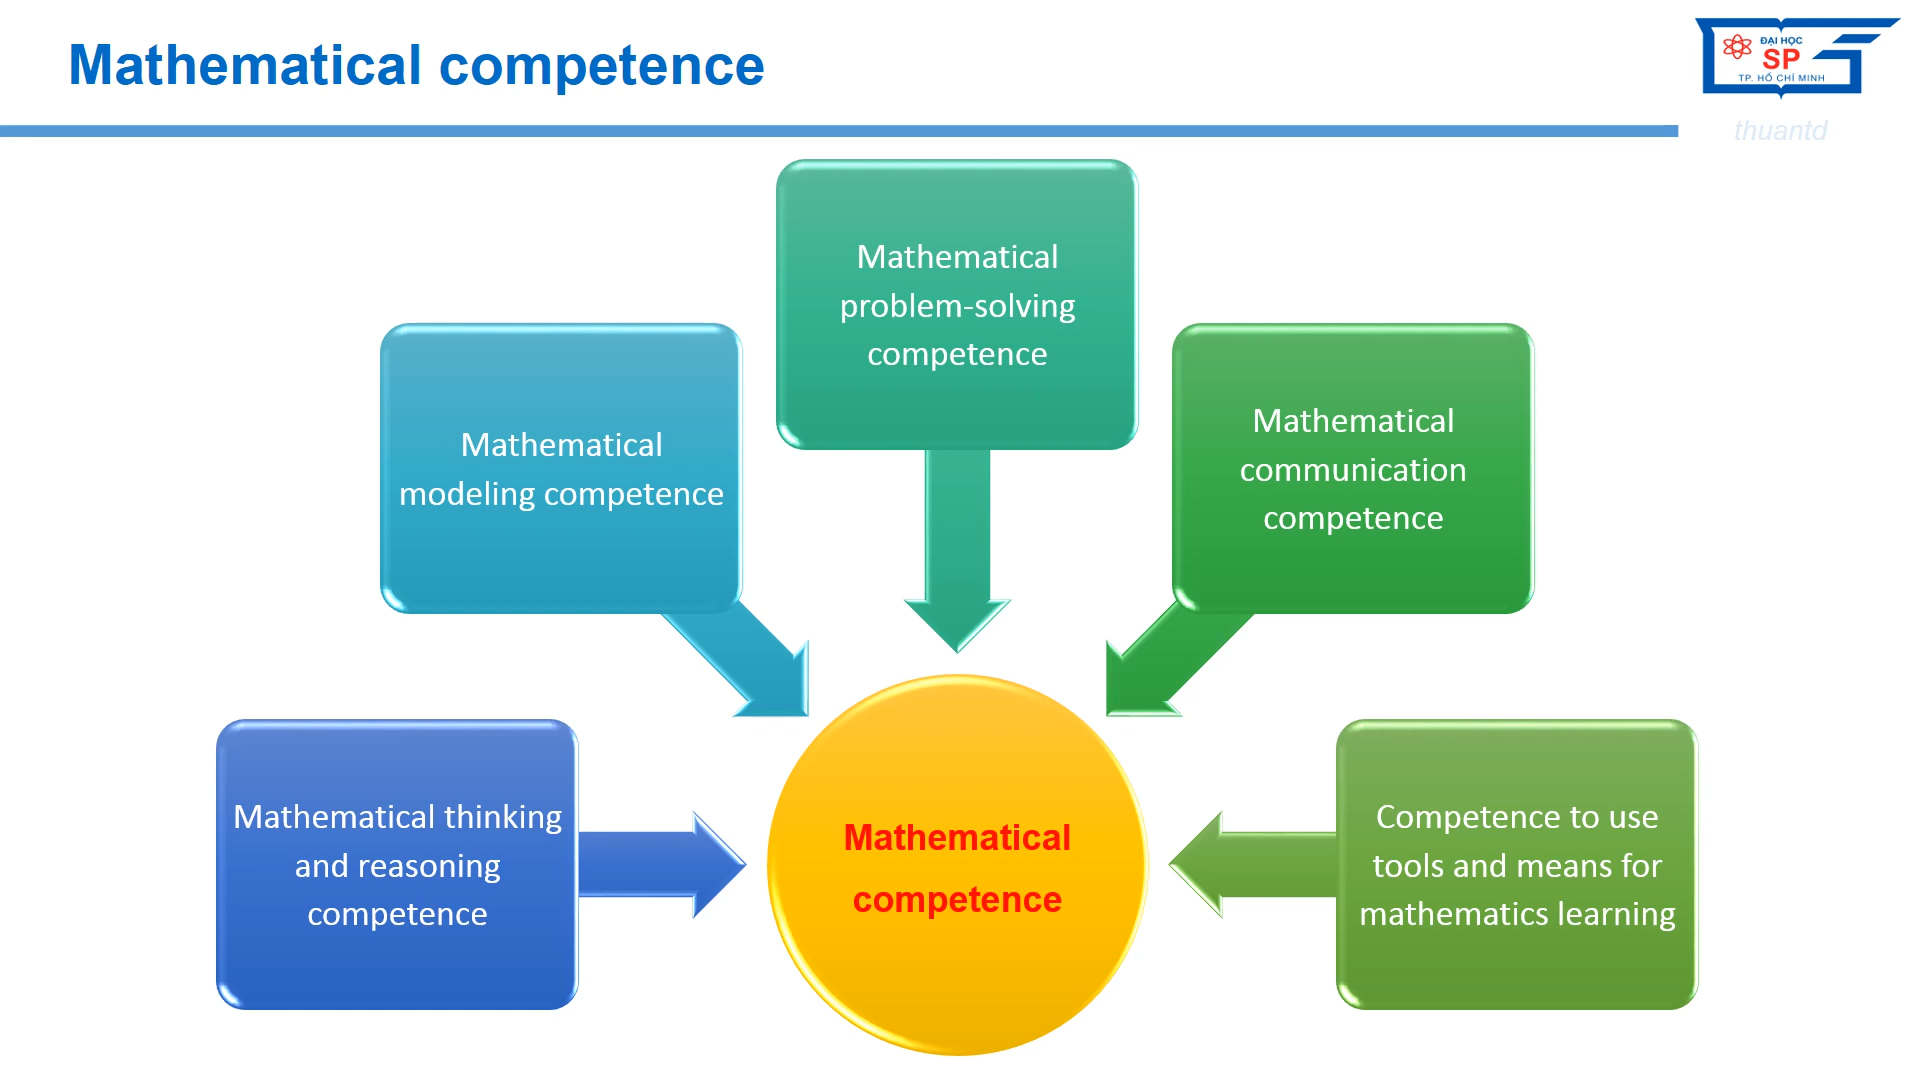 Mathematical competence
ĐẠI HỌC
SP
TP. HỒ CHÍ MINH
thuantd
Mathematical
problem-solving
competence
Mathematical
modeling competence
Mathematical
communication
competence
Mathematical thinking
and reasoning
competence
Mathematical
competence
Competence to use
tools and means for
mathematics learning